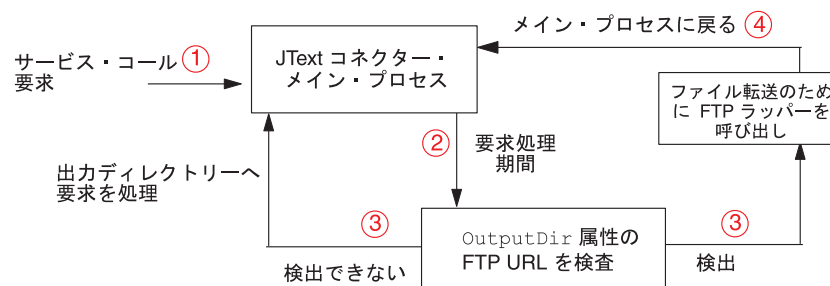 メイン・プロセスに戻る ④
サービス・コール ①
要求
JText コネクター・
メイン・プロセス
ファイル転送のため
に FTP ラッパーを
呼び出し
② 要求処理
期間
出力ディレクトリーへ
要求を処理
③
検出できない
OutputDir 属性の
FTP URL を検査
③
検出